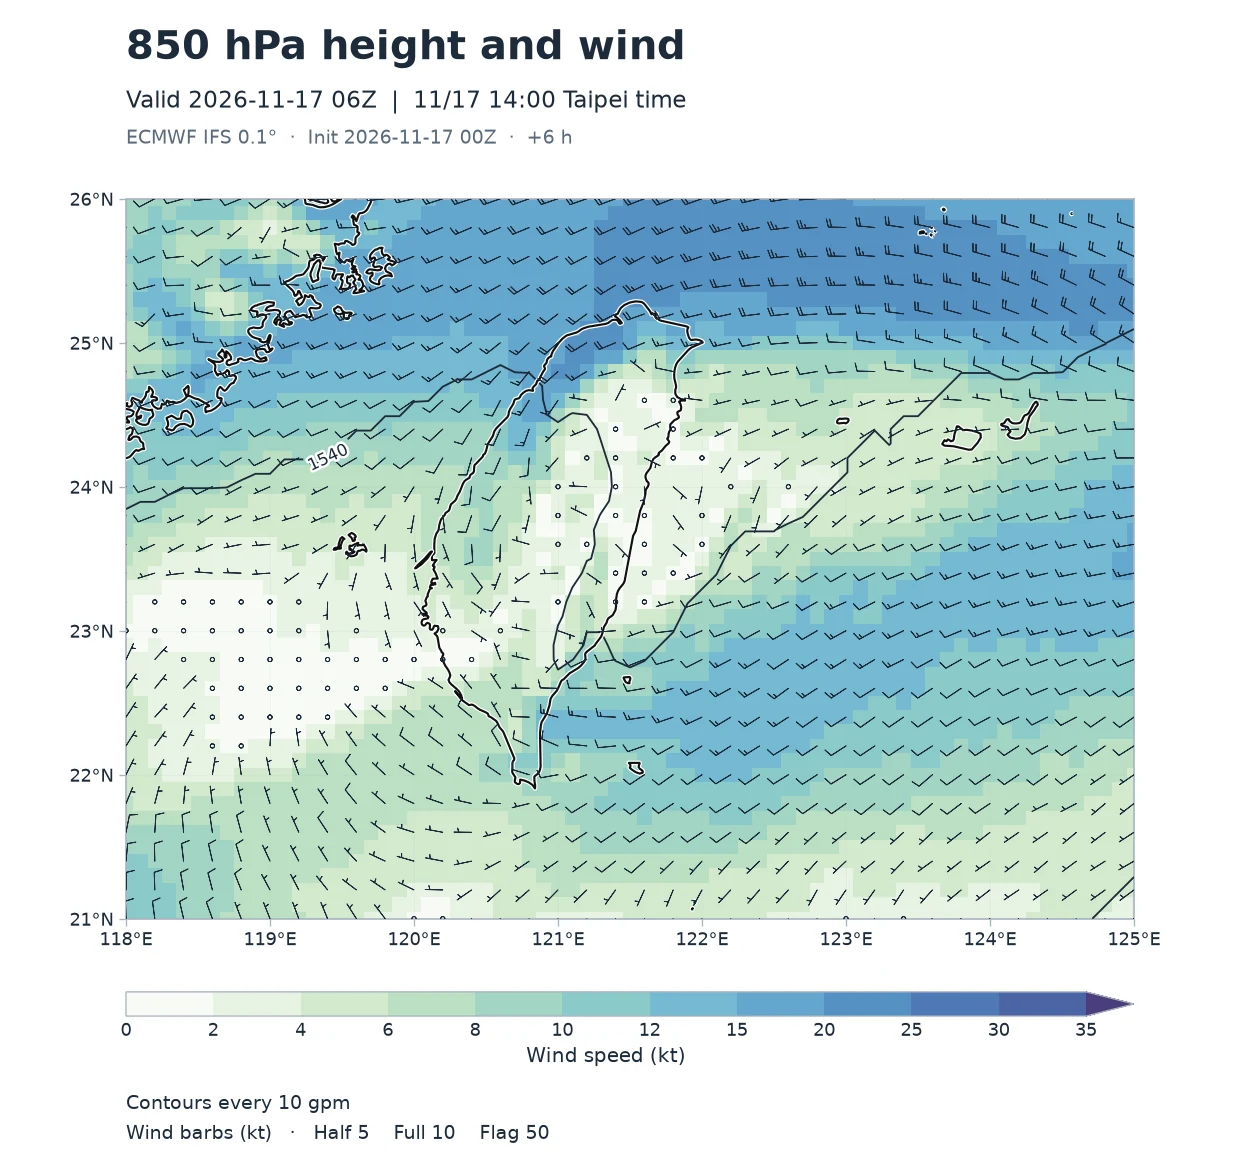 850 hPa height and wind
Valid 2026-11-17 06Z | 11/17 14:00 Taipei time
ECMWF IFS 0.1° · Init 2026-11-17 00Z · +6 h
26°N
25°N
24°N
23°N
22°N
21°N
1540
118°E 119°E 120°E 121°E 122°E 123°E 124°E 125°E
0 2 4 6 8 10 12 15 20 25 30 35
Wind speed (kt)
Contours every 10 gpm
Wind barbs (kt) · Half 5 Full 10 Flag 50